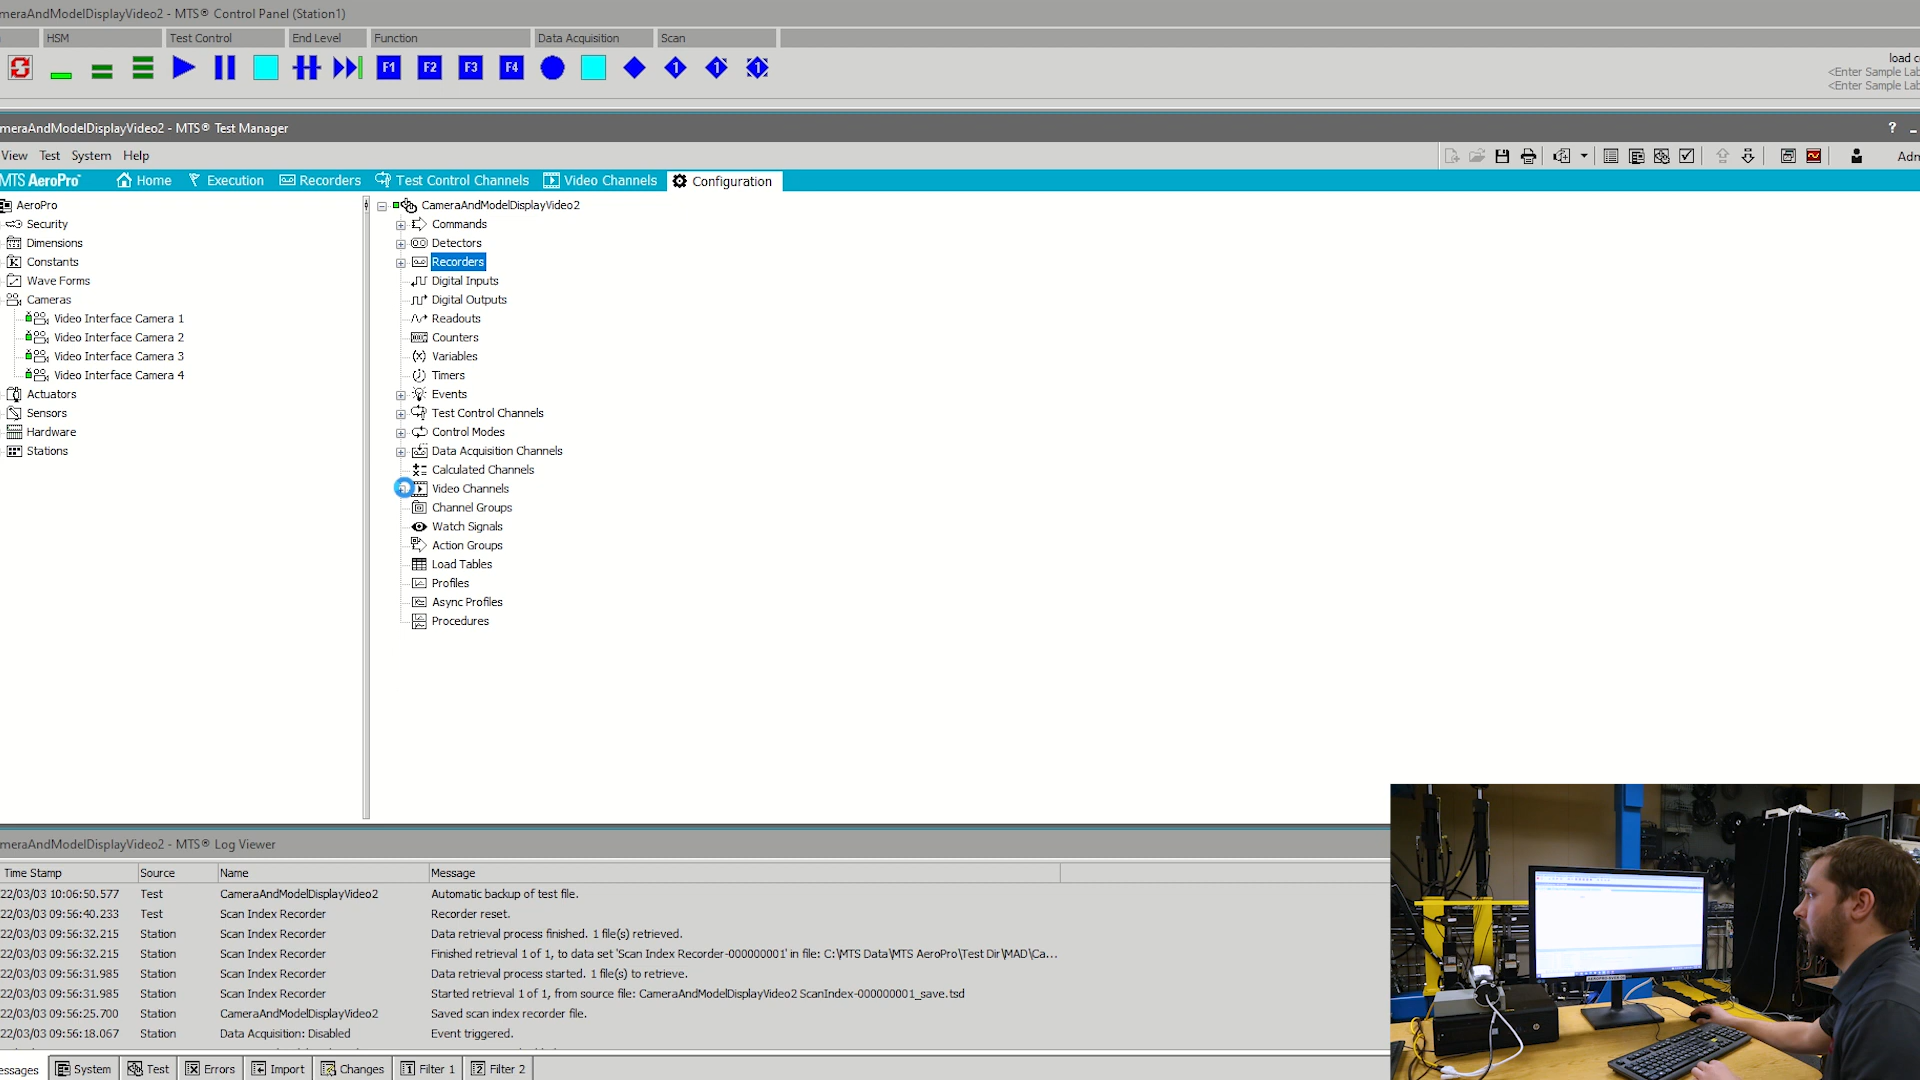 meraAndModelDisplayVideo2 - MTS® Control Panel (Station1)
HSM
Test Control
End Level
Function
Data Acquisition
Scan
F1
F2
F3
F4
1
1
1
load c
<Enter Sample Lab
<Enter Sample Lab
meraAndModelDisplayVideo2 - MTS® Test Manager
?
View Test System Help
Adm
MTS AeroPro™
Home
Execution
Recorders
Test Control Channels
Video Channels
Configuration
AeroPro
Security
Dimensions
Constants
Wave Forms
Cameras
Video Interface Camera 1
Video Interface Camera 2
Video Interface Camera 3
Video Interface Camera 4
Actuators
Sensors
Hardware
Stations
CameraAndModelDisplayVideo2
Commands
Detectors
Recorders
Digital Inputs
Digital Outputs
Readouts
Counters
Variables
Timers
Events
Test Control Channels
Control Modes
Data Acquisition Channels
Calculated Channels
Video Channels
Channel Groups
Watch Signals
Action Groups
Load Tables
Profiles
Async Profiles
Procedures
meraAndModelDisplayVideo2 - MTS® Log Viewer
Time Stamp Source Name Message
22/03/03 10:06:50.577 Test CameraAndModelDisplayVideo2 Automatic backup of test file.
22/03/03 09:56:40.233 Test Scan Index Recorder Recorder reset.
22/03/03 09:56:32.215 Station Scan Index Recorder Data retrieval process finished. 1 file(s) retrieved.
22/03/03 09:56:32.215 Station Scan Index Recorder Finished retrieval 1 of 1, to data set 'Scan Index Recorder-000000001' in file: C:\MTS Data\MTS AeroPro\Test Dir\MAD\Ca...
22/03/03 09:56:31.985 Station Scan Index Recorder Data retrieval process started. 1 file(s) to retrieve.
22/03/03 09:56:31.985 Station Scan Index Recorder Started retrieval 1 of 1, from source file: CameraAndModelDisplayVideo2 ScanIndex-000000001_save.tsd
22/03/03 09:56:25.700 Station CameraAndModelDisplayVideo2 Saved scan index recorder file.
22/03/03 09:56:18.067 Station Data Acquisition: Disabled Event triggered.
essages
System
Test
Errors
Import
Changes
Filter 1
Filter 2